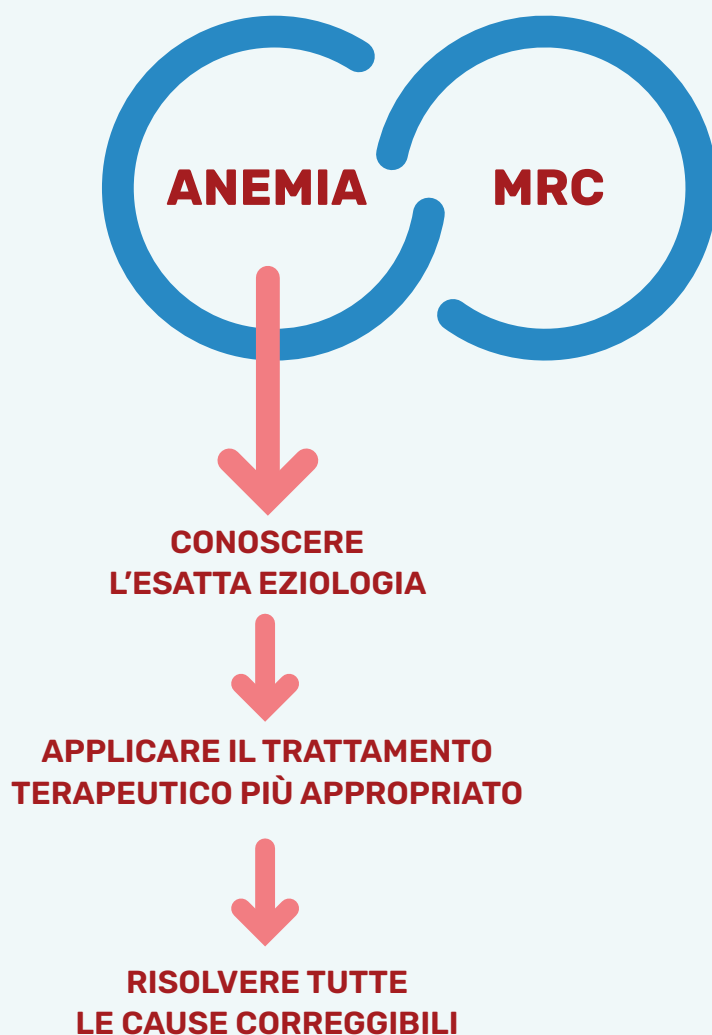 ANEMIA MRC
CONOSCERE
L'ESATTA EZIOLOGIA
APPLICARE IL TRATTAMENTO
TERAPEUTICO PIÙ APPROPRIATO
RISOLVERE TUTTE
LE CAUSE CORREGGIBILI